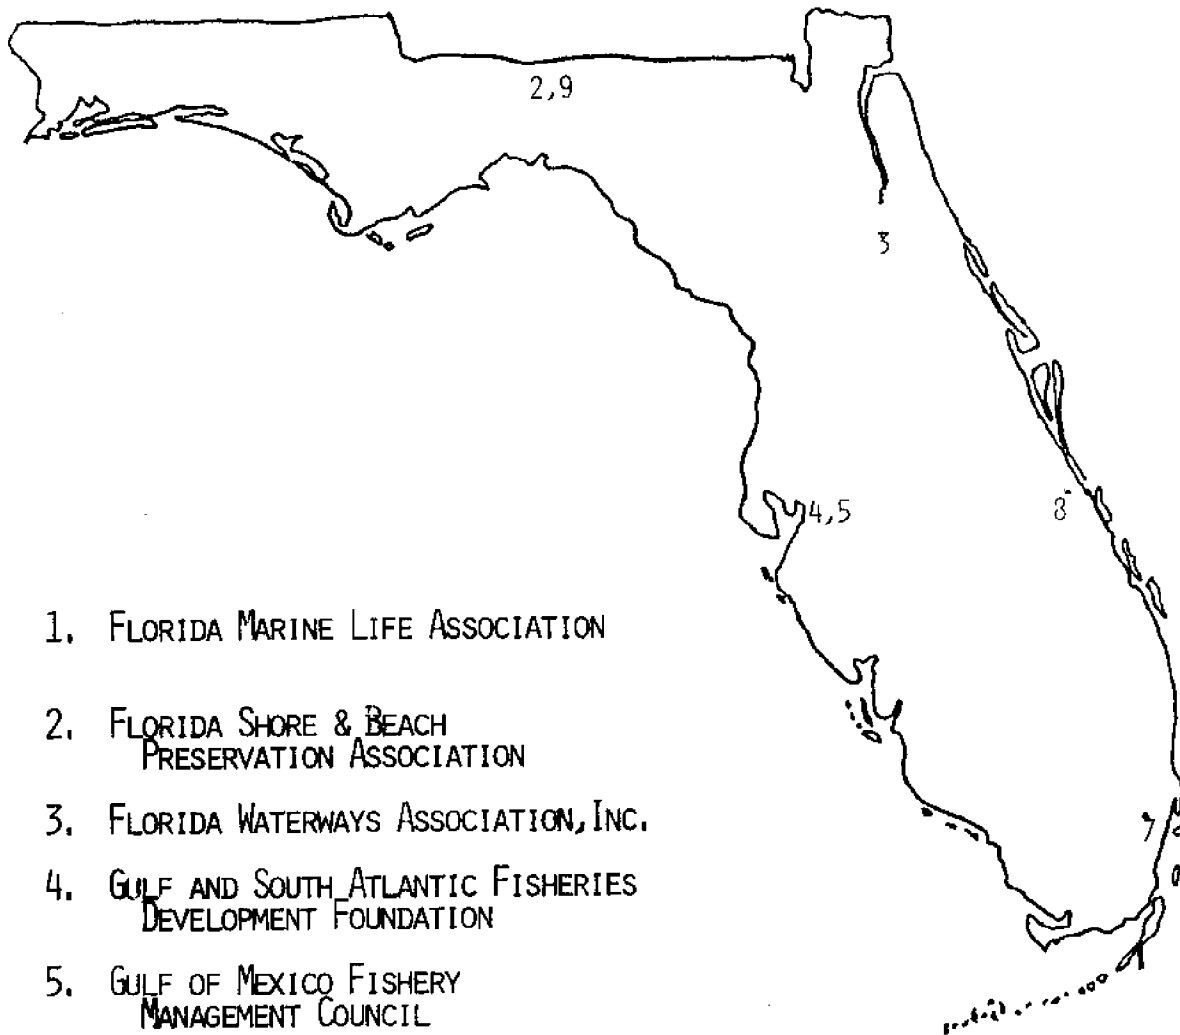 2,9
3
4,5
8
7
1. FLORIDA MARINE LIFE ASSOCIATION
2. FLORIDA SHORE & BEACH
PRESERVATION ASSOCIATION
3. FLORIDA WATERWAYS ASSOCIATION, INC.
4. GULF AND SOUTH ATLANTIC FISHERIES
DEVELOPMENT FOUNDATION
5. GULF OF MEXICO FISHERY
MANAGEMENT COUNCIL